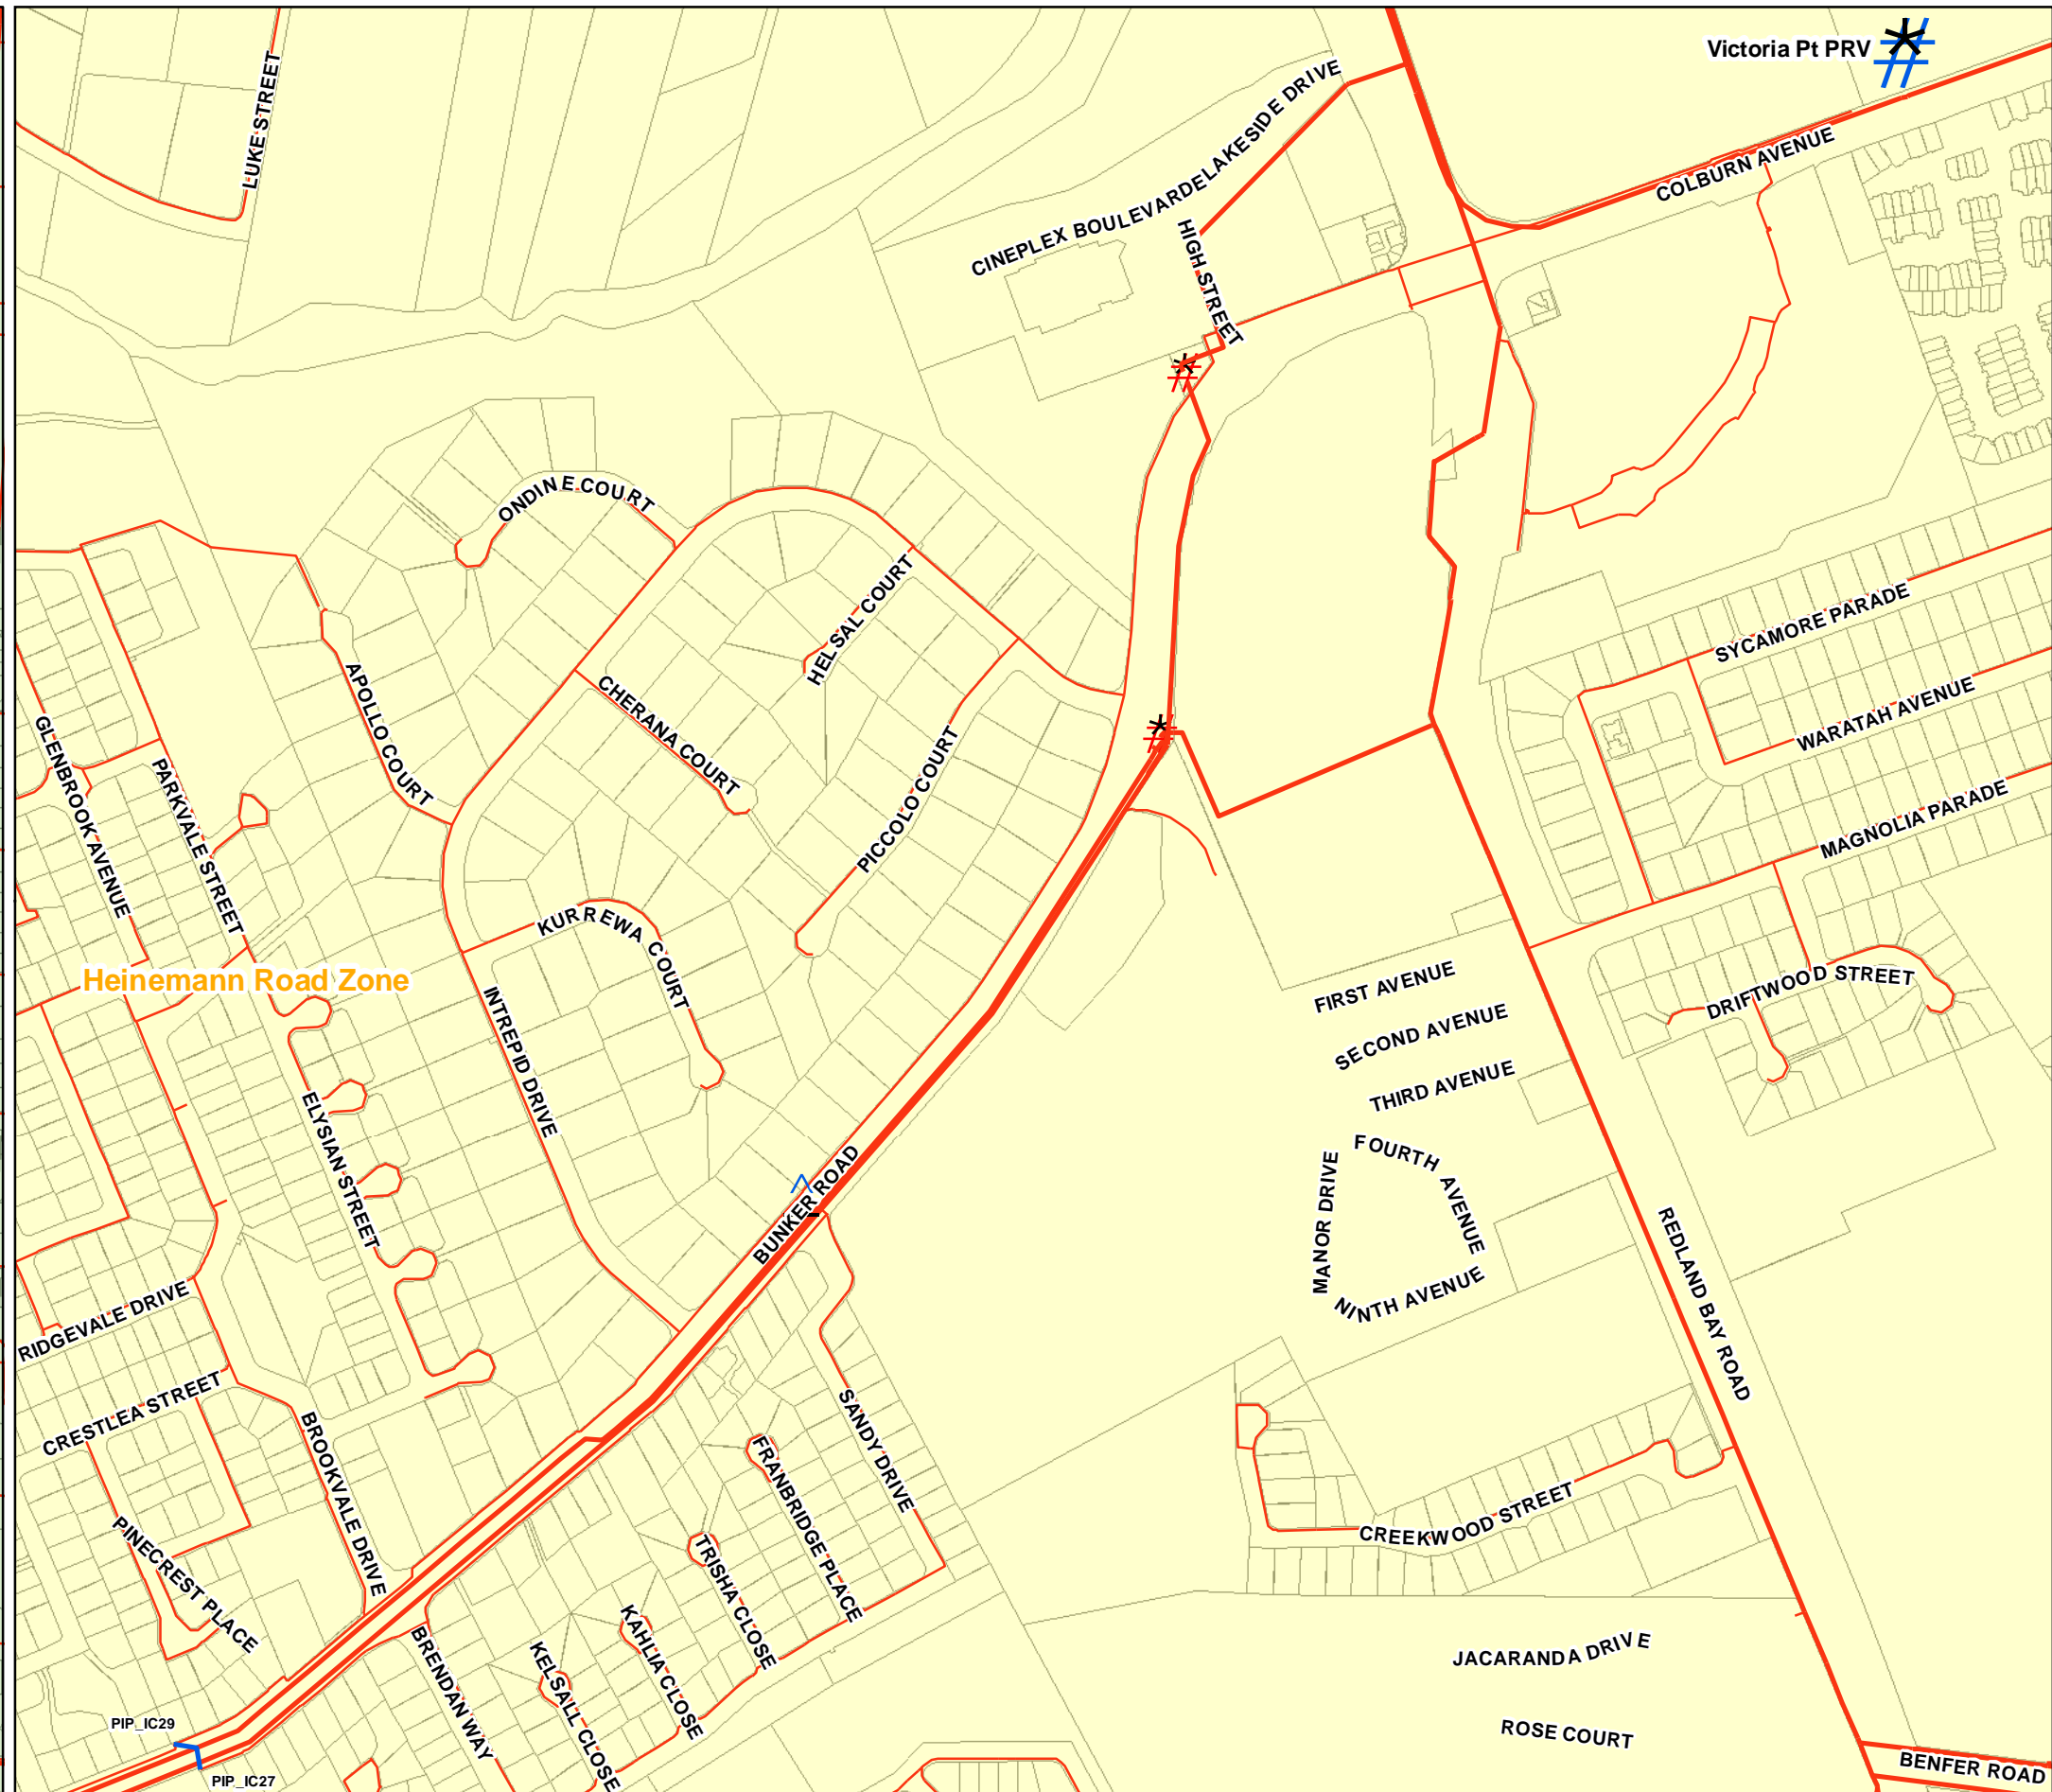 Victoria Pt PRV
LUKE STREET
LAKESIDE DRIVE
CINEPLEX BOULEVARDE
COLBURN AVENUE
HIGH STREET
ONDINE COURT
HELSAL COURT
SYCAMORE PARADE
CHERANA COURT
APOLLO COURT
WARATAH AVENUE
GLENBROOK AVENUE
PARKVALE STREET
PICCOLO COURT
MAGNOLIA PARADE
KURREWA COURT
Heinemann Road Zone
FIRST AVENUE
DRIFTWOOD STREET
INTREPID DRIVE
SECOND AVENUE
THIRD AVENUE
ELYSIAN STREET
FOURTH AVENUE
MANOR DRIVE
BUNKER ROAD
NINTH AVENUE
REDLAND BAY ROAD
RIDGEVALE DRIVE
CRESTLEA STREET
BROOKVALE DRIVE
SANDY DRIVE
FRANBRIDGE PLACE
CREEKWOOD STREET
PINECREST PLACE
TRISHA CLOSE
KAHLIA CLOSE
BRENDAN WAY
KELSALL CLOSE
JACARANDA DRIVE
PIP_IC29
ROSE COURT
BENFER ROAD
PIP_IC27